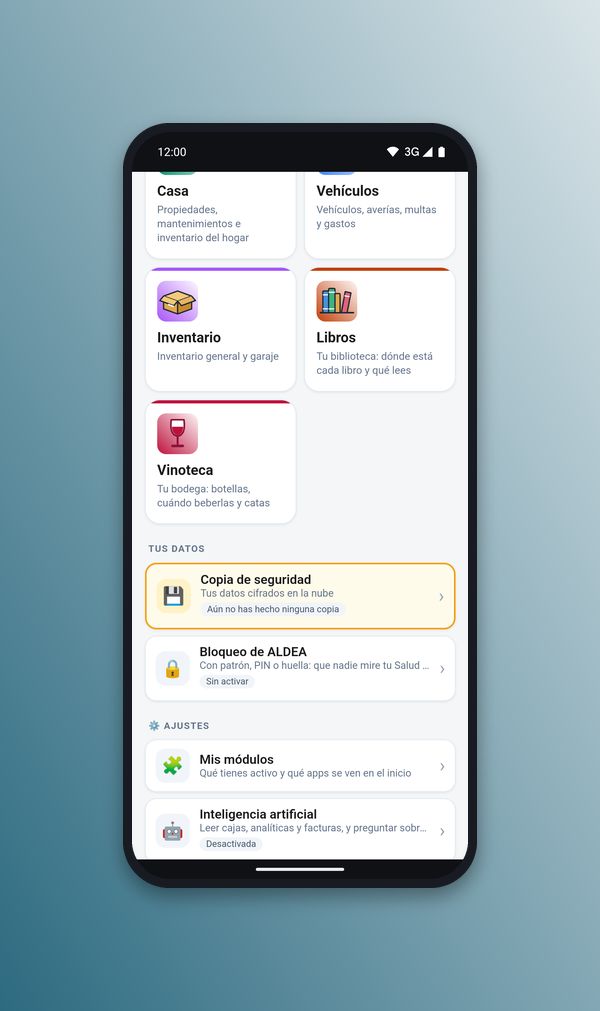 12:00
3G
Casa
Propiedades,
mantenimientos e
inventario del hogar
Vehículos
Vehículos, averías, multas
y gastos
Inventario
Inventario general y garaje
Libros
Tu biblioteca: dónde está
cada libro y qué lees
Vinoteca
Tu bodega: botellas,
cuándo beberlas y catas
TUS DATOS
Copia de seguridad
Tus datos cifrados en la nube
Aún no has hecho ninguna copia
Bloqueo de ALDEA
Con patrón, PIN o huella: que nadie mire tu Salud ...
Sin activar
AJUSTES
Mis módulos
Qué tienes activo y qué apps se ven en el inicio
Inteligencia artificial
Leer cajas, analíticas y facturas, y preguntar sobr...
Desactivada